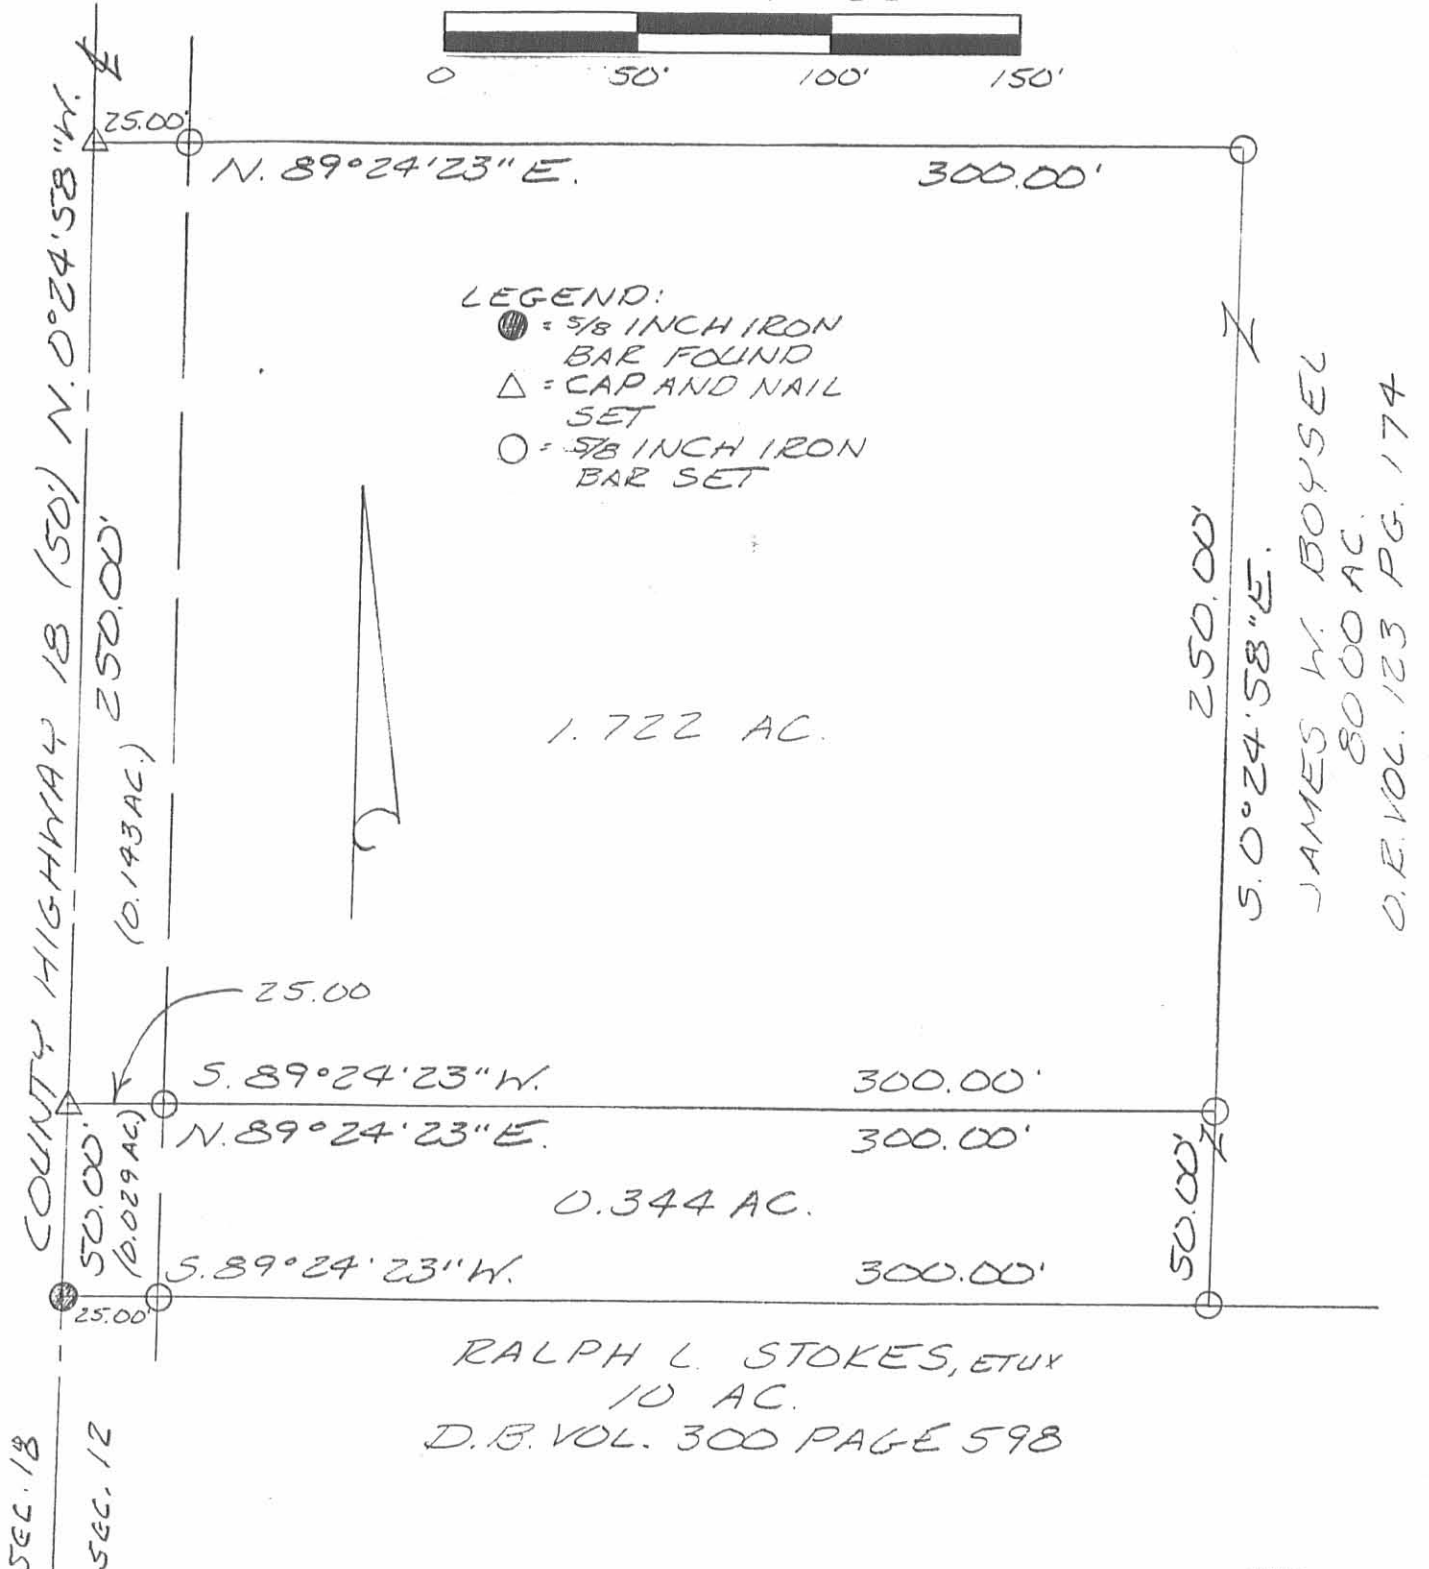 0 50' 100' 150'
℄
25.00'
N. 89°24'23" E. 300.00'
COUNTY HIGHWAY 18 (50') N. 0°24'58" W.
250.00'
(0.143 AC.)
LEGEND:
= 5/8 INCH IRON
BAR FOUND
△ = CAP AND NAIL
SET
○ = 5/8 INCH IRON
BAR SET
1.722 AC.
250.00'
S. 0°24'58" E.
JAMES W. BOYSEL
80.00 AC.
O.R. VOL. 123 PG. 174
25.00
S. 89°24'23" W. 300.00'
N. 89°24'23" E. 300.00'
50.00'
(0.029 AC.)
0.344 AC.
50.00'
S. 89°24'23" W. 300.00'
25.00'
RALPH L. STOKES, ETUX
10 AC.
D.B. VOL. 300 PAGE 598
SEC. 18
SEC. 12